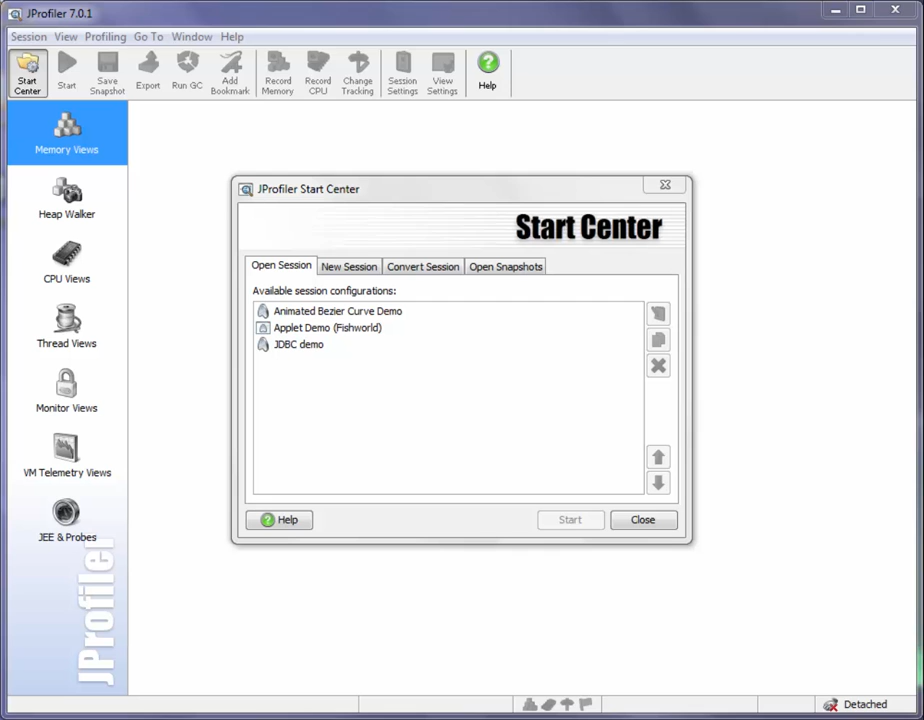 JProfiler 7.0.1
Session View Profiling Go To Window Help
Start Center
Start
Save Snapshot
Export
Run GC
Add Bookmark
Record Memory
Record CPU
Change Tracking
Session Settings
View Settings
Help
Memory Views
Heap Walker
CPU Views
Thread Views
Monitor Views
VM Telemetry Views
JEE & Probes
JProfiler
JProfiler Start Center
Start Center
Open Session New Session Convert Session Open Snapshots
Available session configurations:
Animated Bezier Curve Demo
Applet Demo (Fishworld)
JDBC demo
Help Start Close
Detached